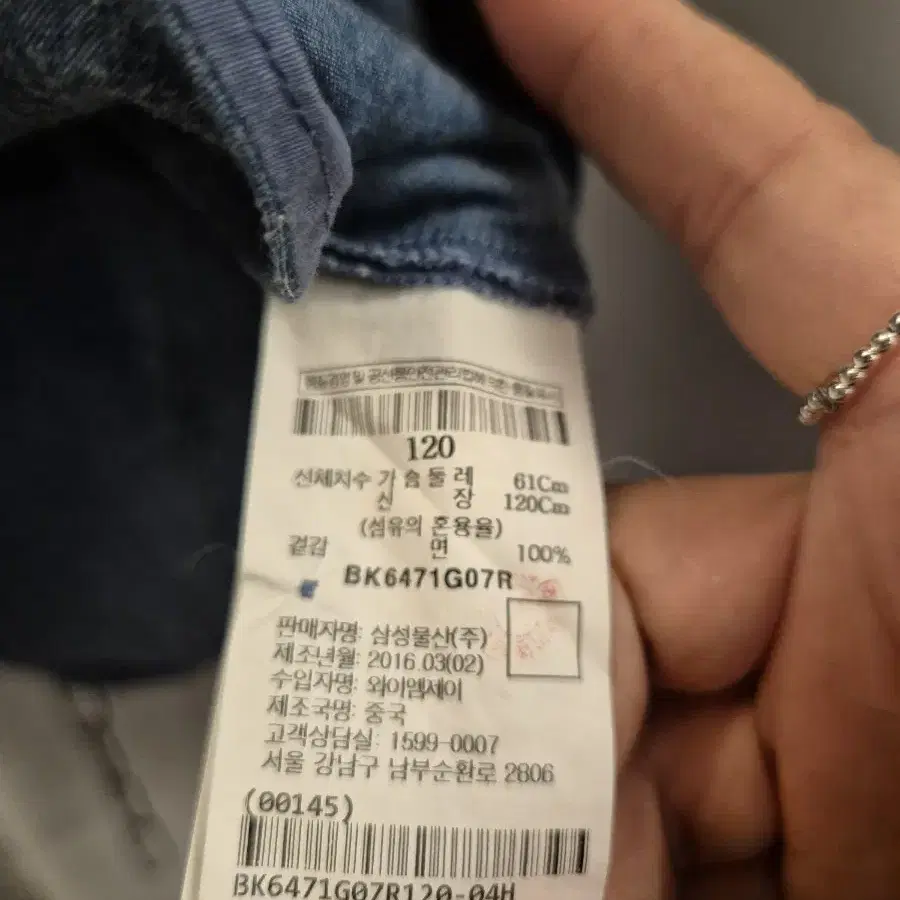 120
신체치수 가 슴 둘 레 61Cm
신 장 120Cm
(섬유의 혼용율)
겉감 면 100%
BK6471G07R
판매자명: 삼성물산(주)
제조년월: 2016.03(02)
수입자명: 와이엠제이
제조국명: 중국
고객상담실: 1599-0007
서울 강남구 남부순환로 2806
(00145)
BK6471G07R120-04H